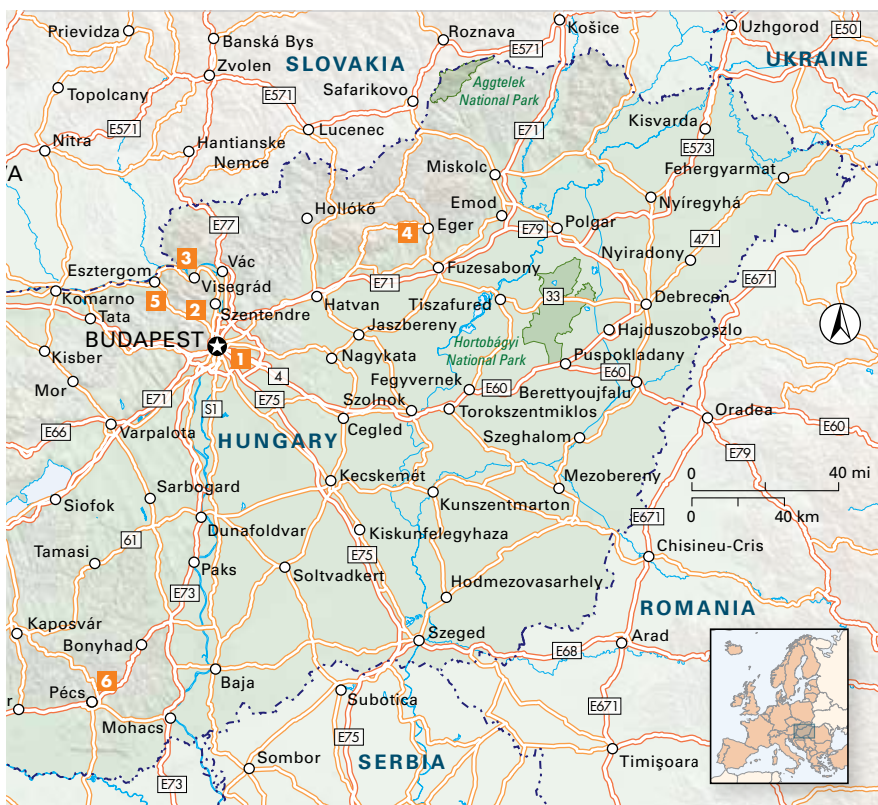 Prievidza
Banská Bys
Zvolen
SLOVAKIA
Roznava
E571
Košice
Uzhgorod
E50
UKRAINE
Topolcany
E571
Safarikovo
Aggtelek
National Park
Nitra
E571
Hantianske
Nemce
Lucenec
E71
Kisvarda
E573
A
Miskolc
Fehergyarmat
Hollókő
Emod
Nyíregyhá
E77
4
Eger
E79
Polgar
471
Nyiradony
3
Vác
Esztergom
Visegrád
E71
Fuzesabony
E671
5
2
Szentendre
Komarno
Tata
Hatvan
Tiszafured
33
Debrecen
BUDAPEST
1
Jaszbereny
Hortobágyi
National Park
Hajduszoboszlo
Kisber
Nagykata
Puspokladany
Mor
4
Fegyvernek
E60
E60
E71
S1
E75
Szolnok
Berettyoujfalu
Torokszentmiklos
Oradea
E66
Varpalota
Cegled
E60
HUNGARY
Szeghalom
E79
Kecskemét
Mezobereny
0
40 mi
Siofok
Sarbogard
Kunszentmarton
0
40 km
Dunafoldvar
Kiskunfelegyhaza
E671
61
Tamasi
E75
Chisineu-Cris
Paks
Soltvadkert
E73
Hodmezovasarhely
ROMANIA
Kaposvár
Szeged
Arad
Bonyhad
E68
Baja
6
Pécs
Subotica
E671
r
Mohacs
E75
Timişoara
Sombor
SERBIA
E73